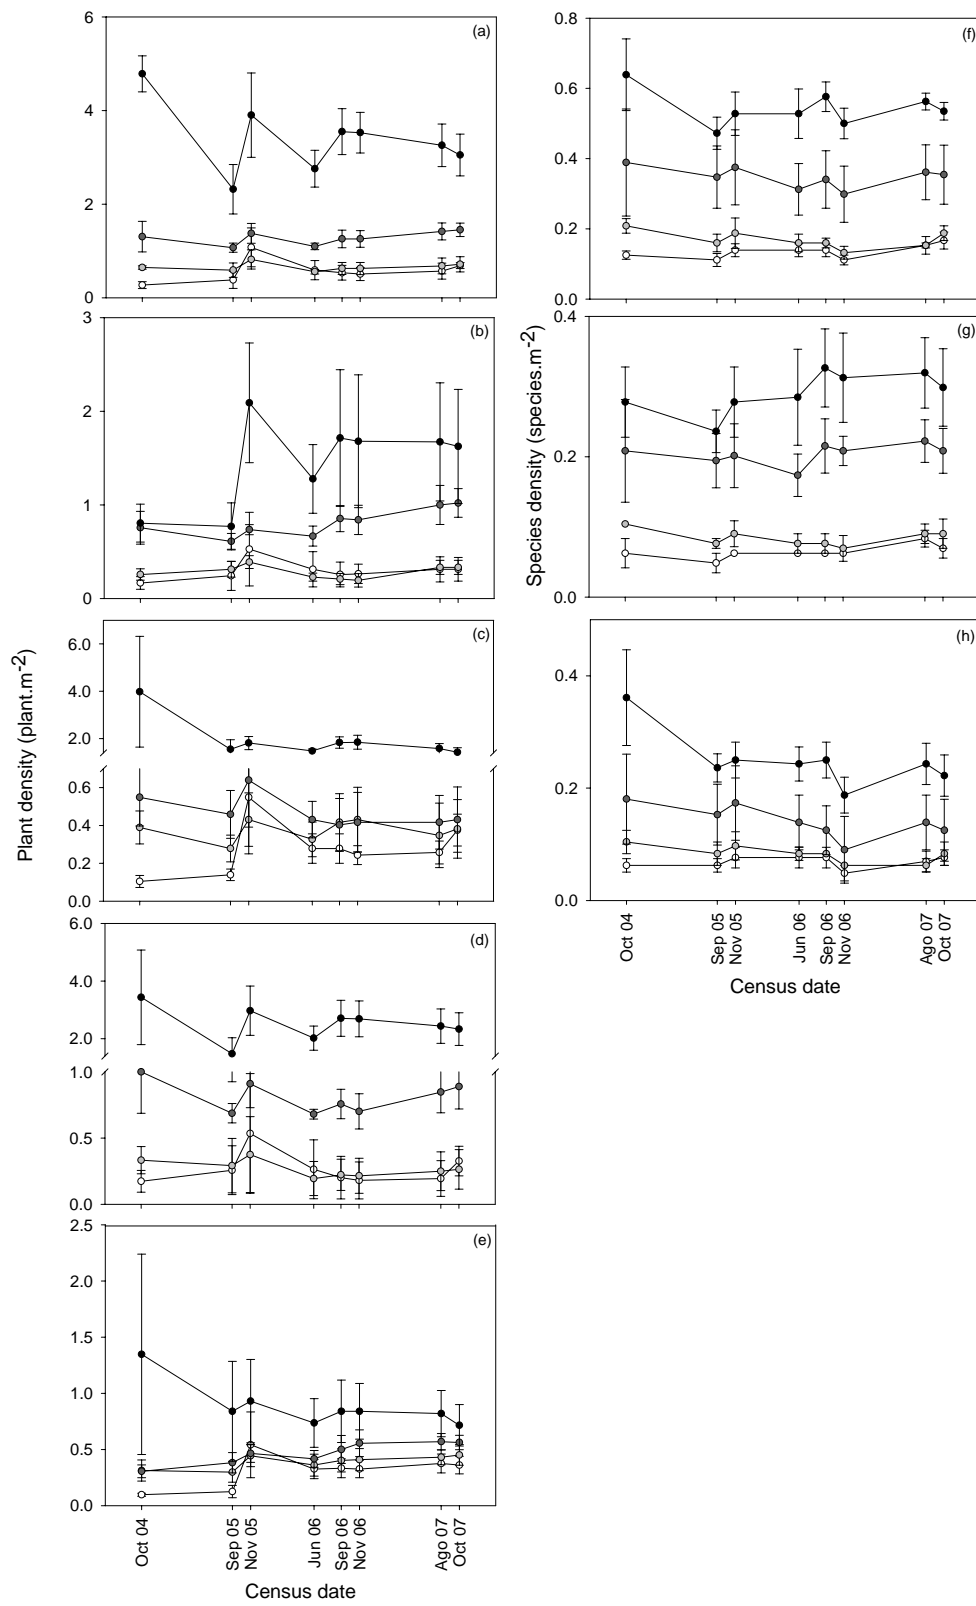 Plant density (plant.m-2)
(a)
6
4
2
0
(b)
3
2
1
0
(c)
6.0
4.0
2.0
0.6
0.4
0.2
0.0
(d)
6.0
4.0
2.0
1.0
0.5
0.0
(e)
2.5
2.0
1.5
1.0
0.5
0.0
Oct 04
Sep 05
Nov 05
Jun 06
Sep 06
Nov 06
Ago 07
Oct 07
Census date
Species density (species.m-2)
(f)
0.8
0.6
0.4
0.2
0.0
(g)
0.4
0.2
0.0
(h)
0.4
0.2
0.0
Oct 04
Sep 05
Nov 05
Jun 06
Sep 06
Nov 06
Ago 07
Oct 07
Census date